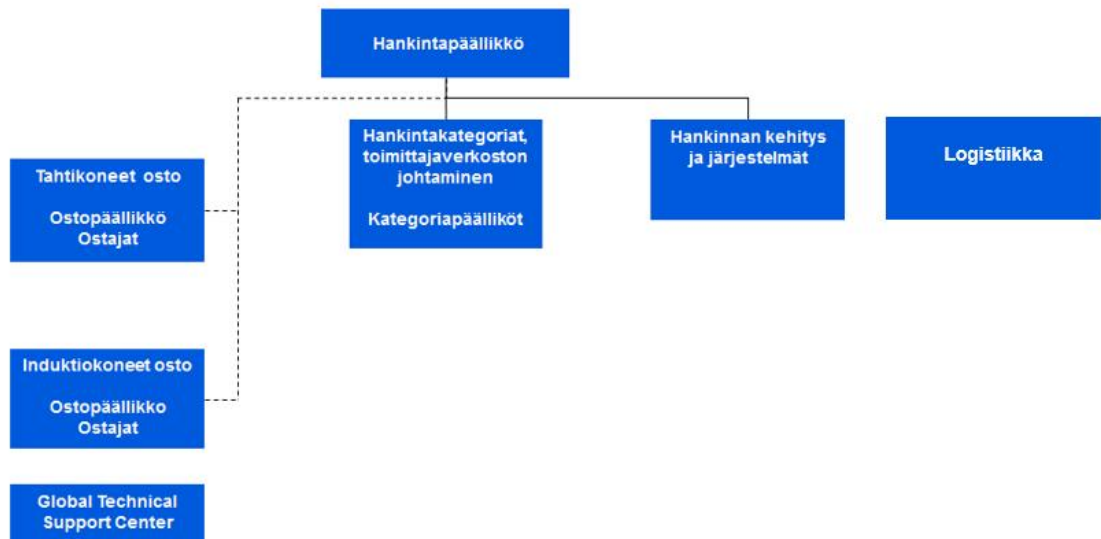 Hankintapäällikkö
Hankintakategoriat,
toimittajaverkoston
johtaminen
Kategoriapäälliköt
Hankinnan kehitys
ja järjestelmät
Logistiikka
Tahtikoneet osto
Ostopäällikkö
Ostajat
Induktiokoneet osto
Ostopäällikko
Ostajat
Global Technical
Support Center